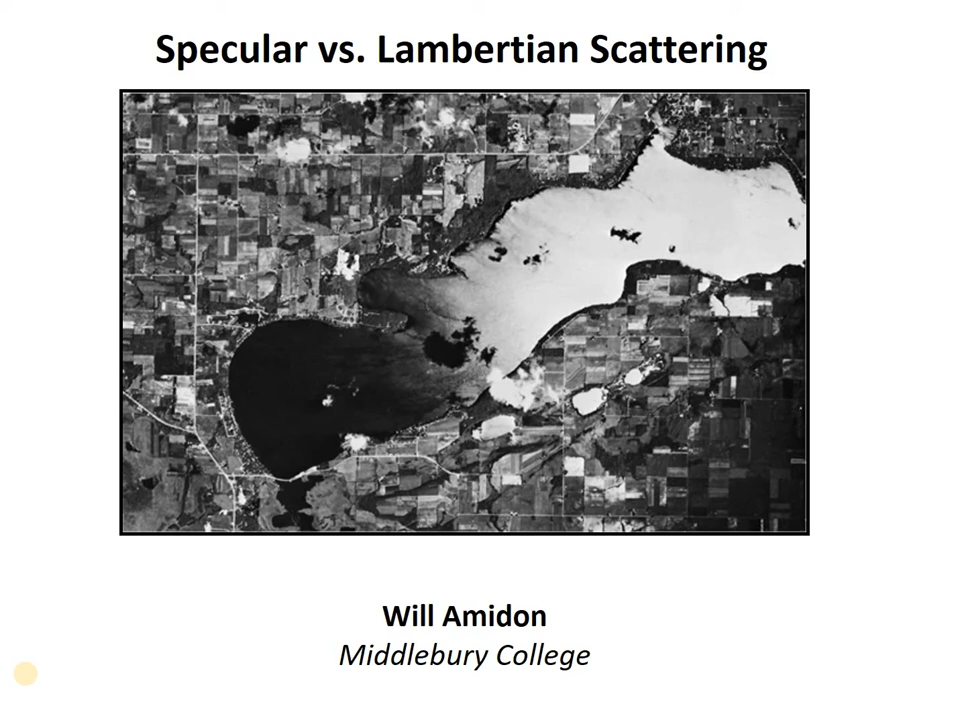 Specular vs. Lambertian Scattering
Will Amidon
Middlebury College